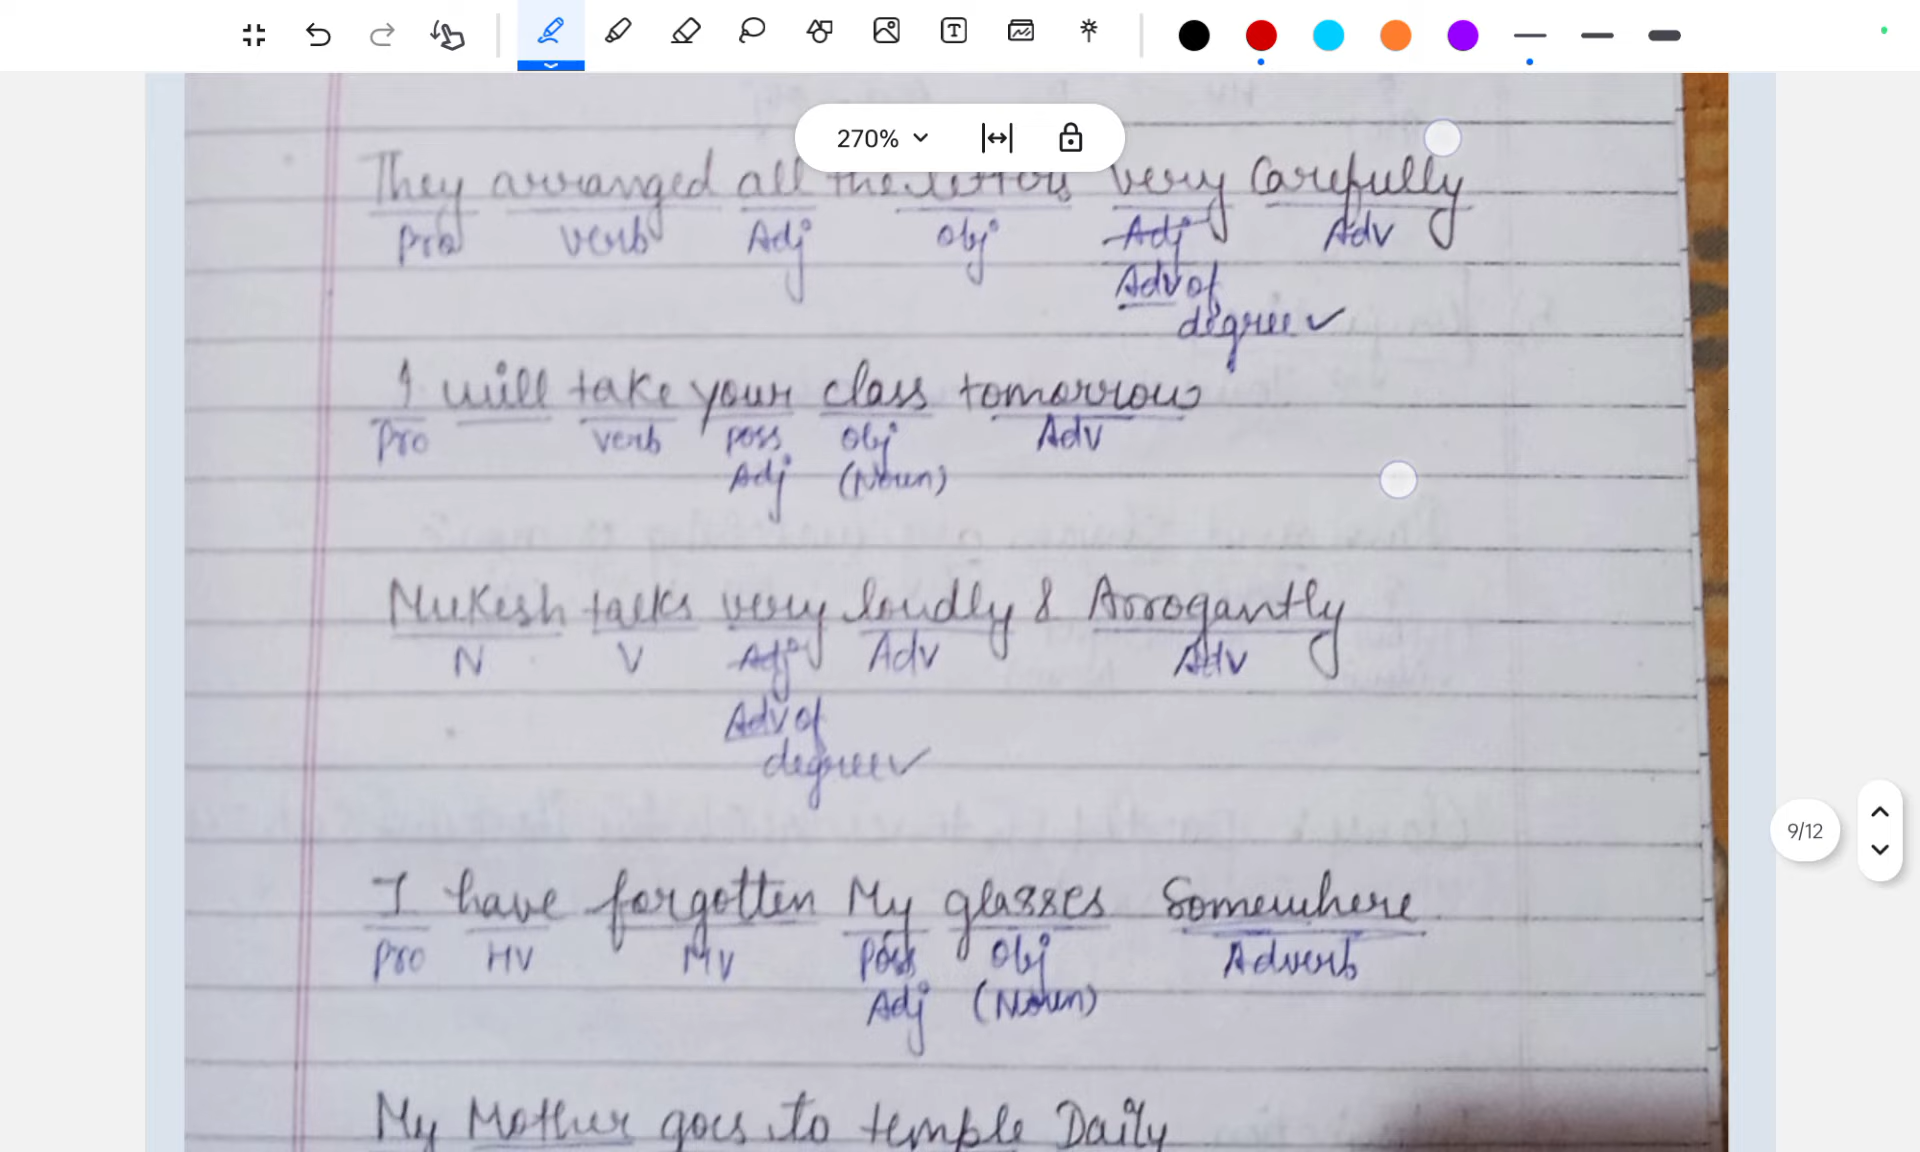 270%
They arranged all the letters very Carefully
Pro verb Adj Obj Adj Adv
Adv of
degree ✓
I will take your class tomorrow
Pro verb poss Obj Adv
Adj (Noun)
Mukesh talks very loudly & Arrogantly
N V Adj Adv Adv
Adv of
degree ✓
I have forgotten My glasses Somewhere
Pro HV MV Poss Obj Adverb
Adj (Noun)
9/12
My Mother goes to temple Daily